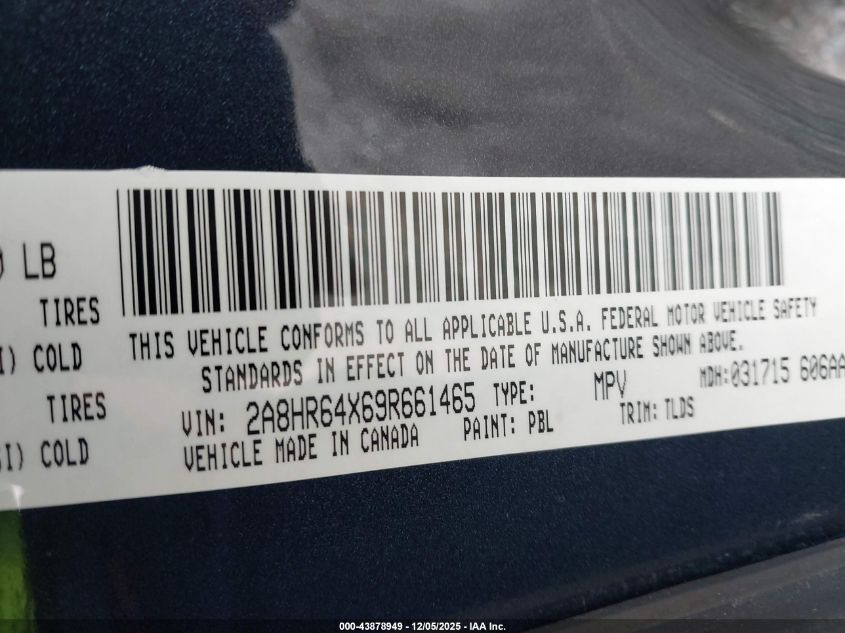 LB
TIRES
COLD
TIRES
COLD
THIS VEHICLE CONFORMS TO ALL APPLICABLE U.S.A. FEDERAL MOTOR VEHICLE SAFETY
STANDARDS IN EFFECT ON THE DATE OF MANUFACTURE SHOWN ABOVE.
VIN: 2A8HR64X69R661465 TYPE: MPV MDH:031715 606AA
VEHICLE MADE IN CANADA PAINT: PBL TRIM: TLDS
000-43878949 - 12/05/2025 - IAA Inc.